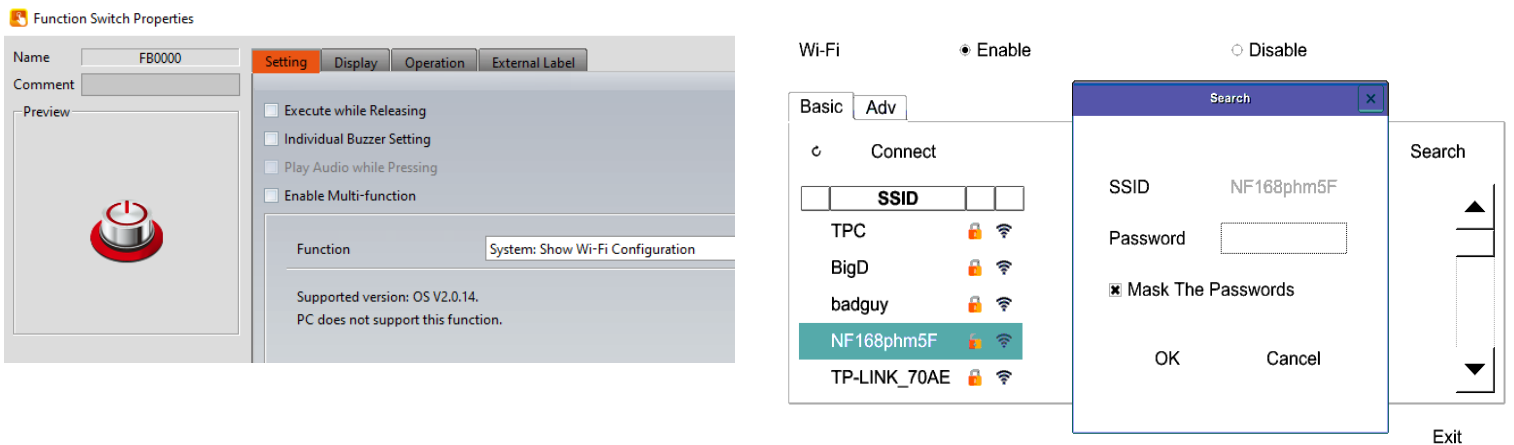 Function Switch Properties
Name FB0000
Comment
Preview
Setting Display Operation External Label
Execute while Releasing
Individual Buzzer Setting
Play Audio while Pressing
Enable Multi-function
Function System: Show Wi-Fi Configuration
Supported version: OS V2.0.14.
PC does not support this function.
Wi-Fi Enable Disable
Basic Adv
Connect Search
SSID
TPC
BigD
badguy
NF168phm5F
TP-LINK_70AE
Search
SSID NF168phm5F
Password
Mask The Passwords
OK Cancel
Exit